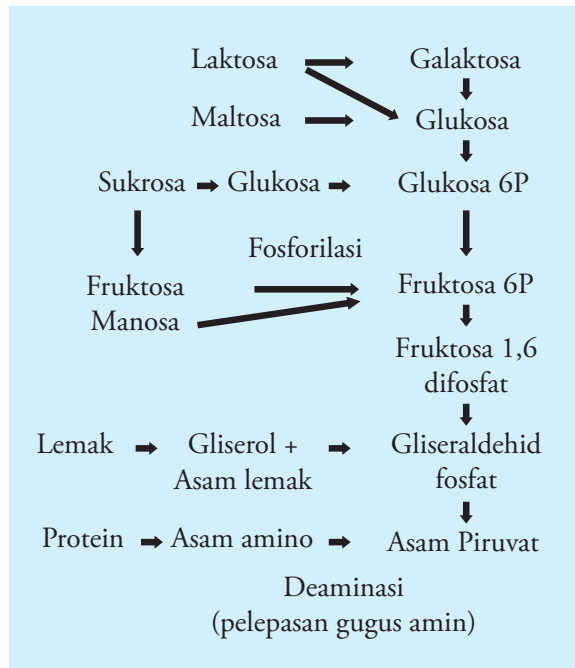 Laktosa Galaktosa
Maltosa Glukosa
Sukrosa Glukosa Glukosa 6P
Fosforilasi
Fruktosa Fruktosa 6P
Manosa
Fruktosa 1,6
difosfat
Lemak Gliserol + Gliseraldehid
Asam lemak fosfat
Protein Asam amino Asam Piruvat
Deaminasi
(pelepasan gugus amin)